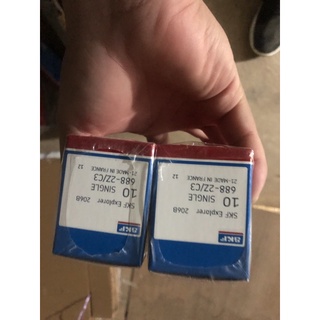 SKF
SKF Explorer 2068
10 SINGLE
688-2Z/C3
21-MADE IN FRANCE 12
SKF
SKF Explorer 2068
10 SINGLE
688-2Z/C3
21-MADE IN FRANCE 12